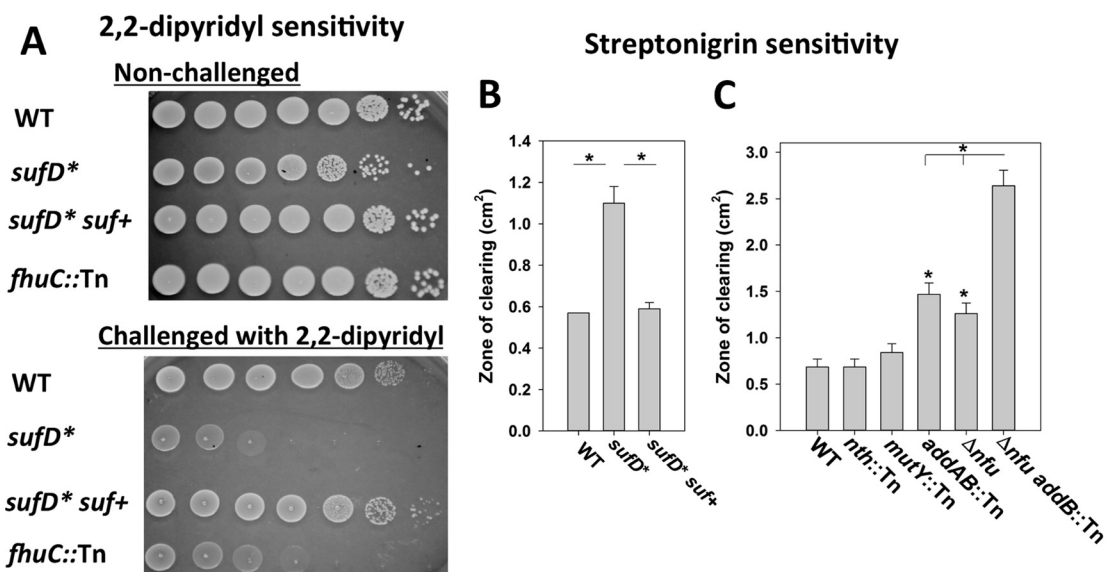 A
2,2-dipyridyl sensitivity
Non-challenged
WT
sufD*
sufD* suf+
fhuC::Tn
Challenged with 2,2-dipyridyl
WT
sufD*
sufD* suf+
fhuC::Tn
Streptonigrin sensitivity
B
Zone of clearing (cm²)
1.4
1.2
1.0
0.8
0.6
0.4
0.2
0.0
* *
WT
sufD*
sufD* suf+
C
Zone of clearing (cm²)
3.0
2.5
2.0
1.5
1.0
0.5
0.0
*
* *
WT
nth::Tn
mutY::Tn
addAB::Tn
Δnfu
Δnfu addB::Tn